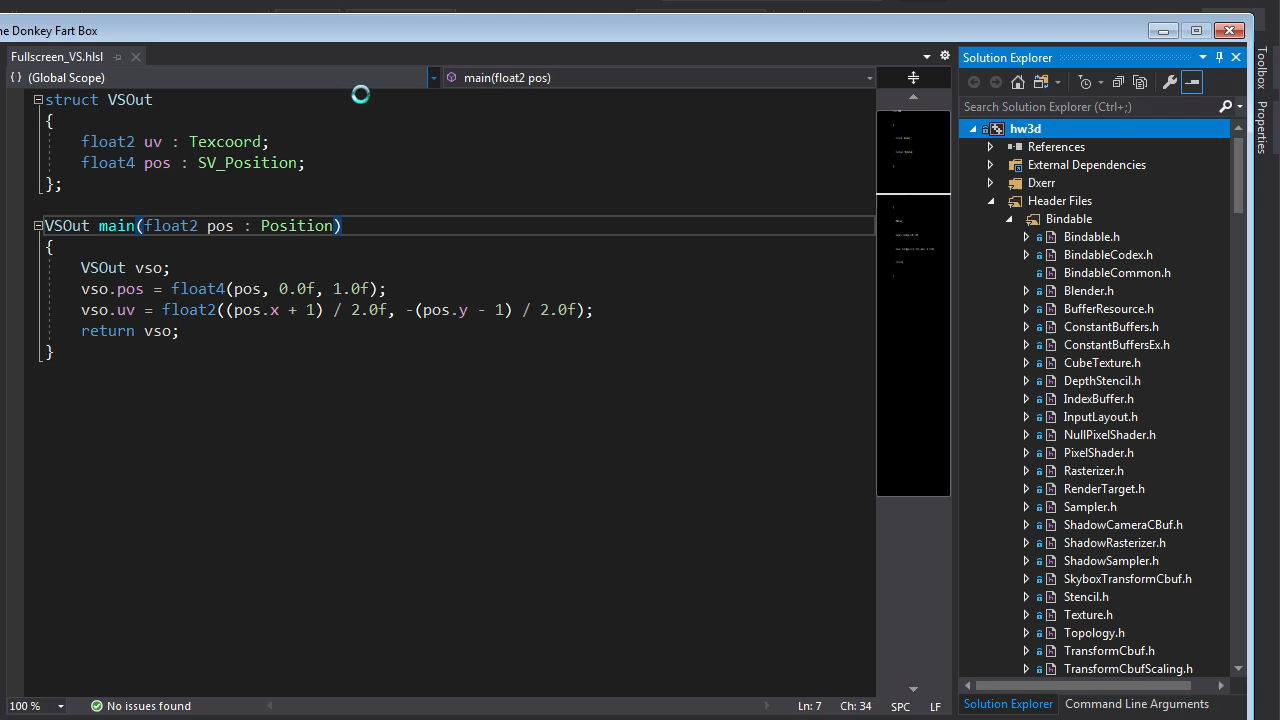 ne Donkey Fart Box
Fullscreen_VS.hlsl
{ } (Global Scope)
main(float2 pos)
struct VSOut
{
float2 uv : Texcoord;
float4 pos : SV_Position;
};
VSOut main(float2 pos : Position)
{
VSOut vso;
vso.pos = float4(pos, 0.0f, 1.0f);
vso.uv = float2((pos.x + 1) / 2.0f, -(pos.y - 1) / 2.0f);
return vso;
}
100 %
No issues found
Ln: 7
Ch: 34
SPC
LF
Solution Explorer
Search Solution Explorer (Ctrl+;)
hw3d
References
External Dependencies
Dxerr
Header Files
Bindable
Bindable.h
BindableCodex.h
BindableCommon.h
Blender.h
BufferResource.h
ConstantBuffers.h
ConstantBuffersEx.h
CubeTexture.h
DepthStencil.h
IndexBuffer.h
InputLayout.h
NullPixelShader.h
PixelShader.h
Rasterizer.h
RenderTarget.h
Sampler.h
ShadowCameraCBuf.h
ShadowRasterizer.h
ShadowSampler.h
SkyboxTransformCbuf.h
Stencil.h
Texture.h
Topology.h
TransformCbuf.h
TransformCbufScaling.h
Solution Explorer
Command Line Arguments
Toolbox
Properties